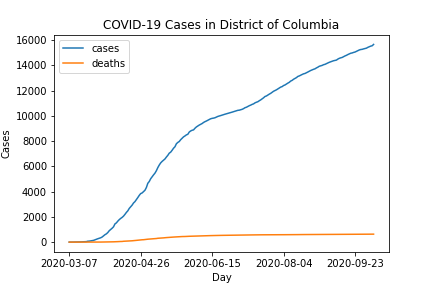 COVID-19 Cases in District of Columbia
16000
14000
12000
10000
8000
6000
4000
2000
0
Cases
cases
deaths
2020-03-07 2020-04-26 2020-06-15 2020-08-04 2020-09-23
Day